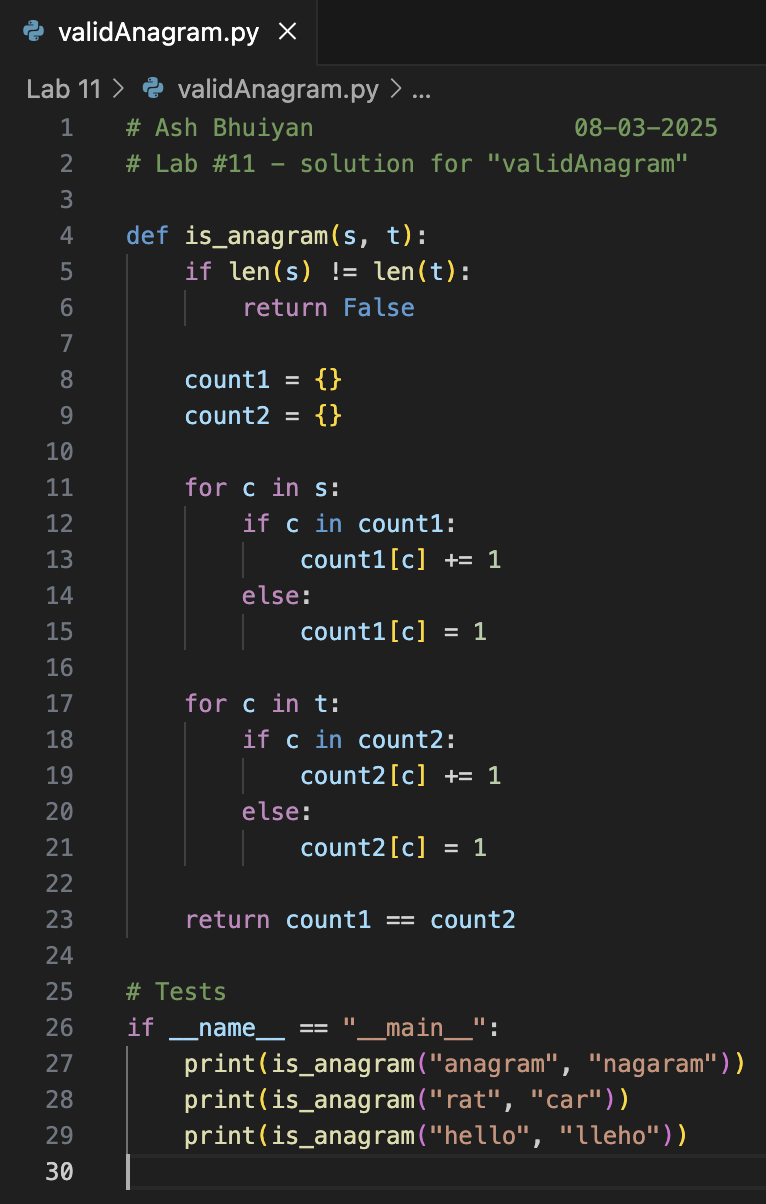 validAnagram.py ×
Lab 11 > validAnagram.py > ...
1 # Ash Bhuiyan                  08-03-2025
2 # Lab #11 - solution for "validAnagram"
3
4 def is_anagram(s, t):
5     if len(s) != len(t):
6         return False
7
8     count1 = {}
9     count2 = {}
10
11     for c in s:
12         if c in count1:
13             count1[c] += 1
14         else:
15             count1[c] = 1
16
17     for c in t:
18         if c in count2:
19             count2[c] += 1
20         else:
21             count2[c] = 1
22
23     return count1 == count2
24
25 # Tests
26 if __name__ == "__main__":
27     print(is_anagram("anagram", "nagaram"))
28     print(is_anagram("rat", "car"))
29     print(is_anagram("hello", "lleho"))
30